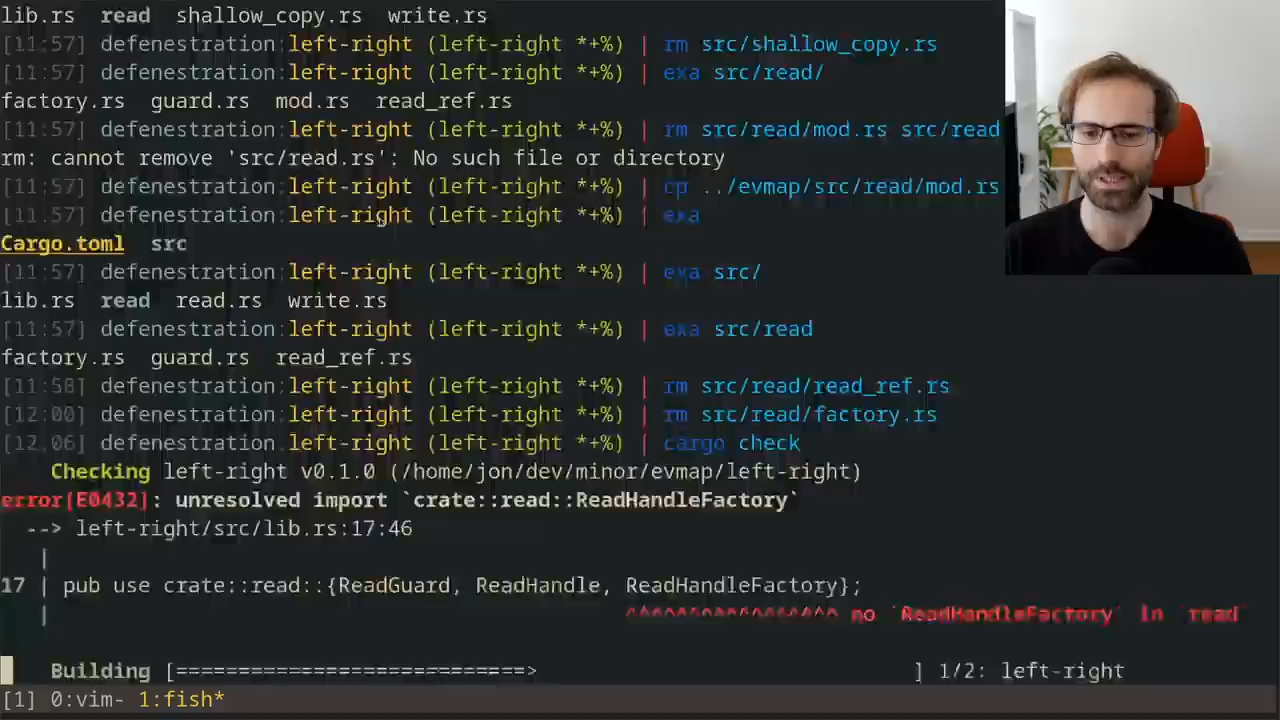 lib.rs  read  shallow_copy.rs  write.rs
[11:57] defenestration:left-right (left-right *+%) | rm src/shallow_copy.rs
[11:57] defenestration:left-right (left-right *+%) | exa src/read/
factory.rs  guard.rs  mod.rs  read_ref.rs
[11:57] defenestration:left-right (left-right *+%) | rm src/read/mod.rs src/read
rm: cannot remove 'src/read.rs': No such file or directory
[11:57] defenestration:left-right (left-right *+%) | cp ../evmap/src/read/mod.rs
[11:57] defenestration:left-right (left-right *+%) | exa
Cargo.toml  src
[11:57] defenestration:left-right (left-right *+%) | exa src/
lib.rs  read  read.rs  write.rs
[11:57] defenestration:left-right (left-right *+%) | exa src/read
factory.rs  guard.rs  read_ref.rs
[11:58] defenestration:left-right (left-right *+%) | rm src/read/read_ref.rs
[12:00] defenestration:left-right (left-right *+%) | rm src/read/factory.rs
[12:06] defenestration:left-right (left-right *+%) | cargo check
    Checking left-right v0.1.0 (/home/jon/dev/minor/evmap/left-right)
error[E0432]: unresolved import `crate::read::ReadHandleFactory`
  --> left-right/src/lib.rs:17:46
   |
17 | pub use crate::read::{ReadGuard, ReadHandle, ReadHandleFactory};
   |                                              ^^^^^^^^^^^^^^^^^ no `ReadHandleFactory` in `read`
    Building [============================>                              ] 1/2: left-right
[1] 0:vim- 1:fish*